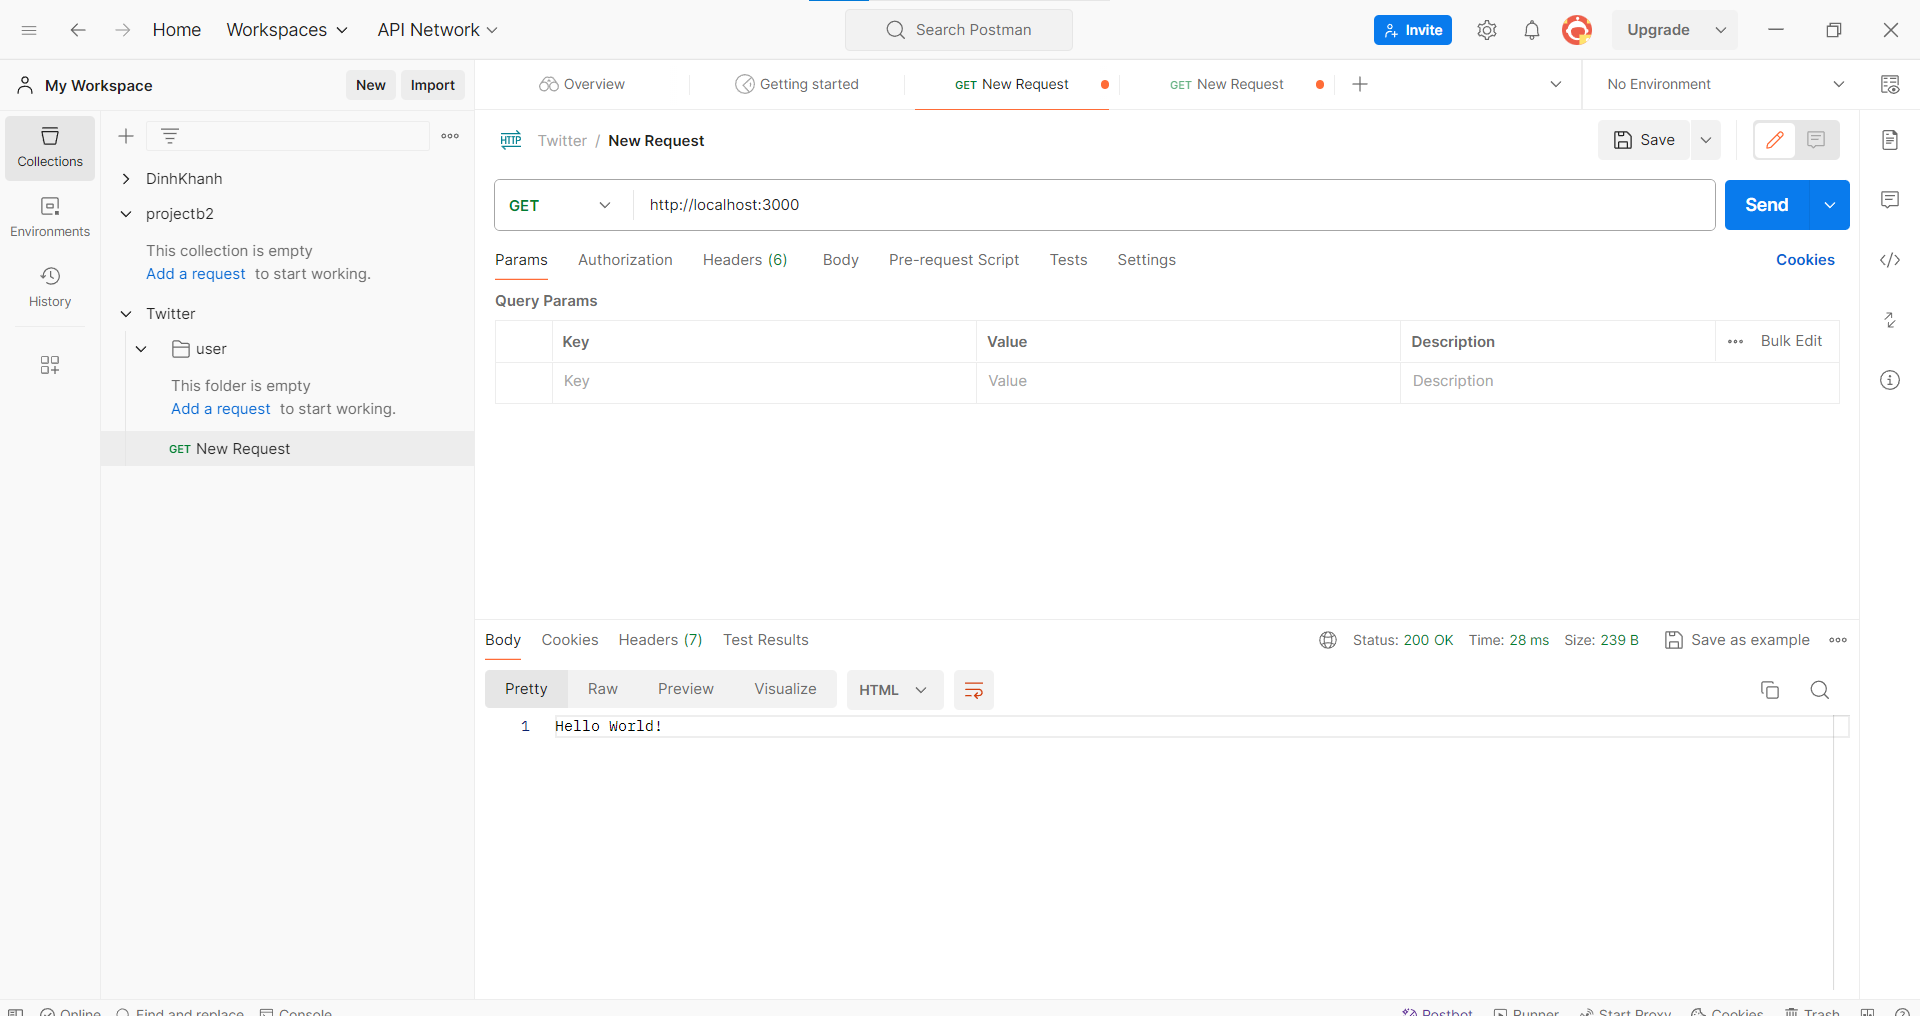 Home Workspaces API Network Search Postman Invite Upgrade
My Workspace New Import
Overview Getting started GET New Request GET New Request No Environment
Collections
Environments
History
DinhKhanh
projectb2
This collection is empty
Add a request to start working.
Twitter
user
This folder is empty
Add a request to start working.
GET New Request
HTTP Twitter / New Request Save
GET http://localhost:3000 Send
Params Authorization Headers (6) Body Pre-request Script Tests Settings Cookies
Query Params
Key Value Description Bulk Edit
Key Value Description
Body Cookies Headers (7) Test Results Status: 200 OK Time: 28 ms Size: 239 B Save as example
Pretty Raw Preview Visualize HTML
1 Hello World!
Online Find and replace Console Postbot Runner Start Proxy Cookies Trash